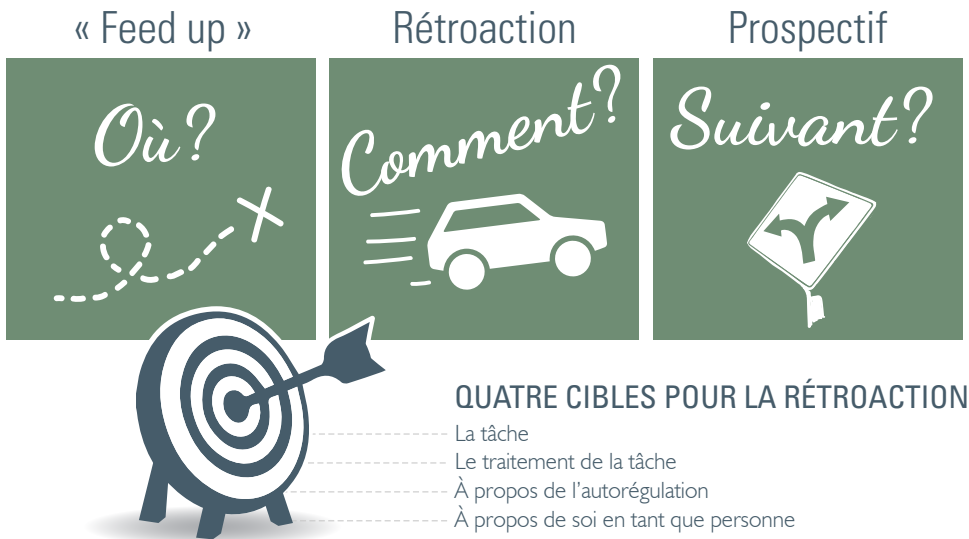 « Feed up »
Rétroaction
Prospectif
Où?
Comment?
Suivant?
QUATRE CIBLES POUR LA RÉTROACTION
La tâche
Le traitement de la tâche
À propos de l’autorégulation
À propos de soi en tant que personne